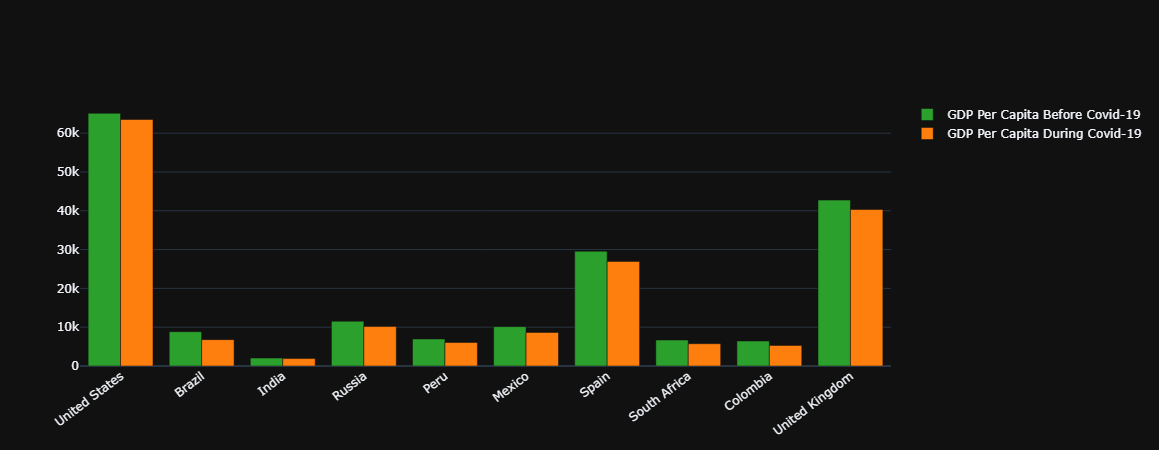 GDP Per Capita Before Covid-19
GDP Per Capita During Covid-19
60k
50k
40k
30k
20k
10k
0
United States
Brazil
India
Russia
Peru
Mexico
Spain
South Africa
Colombia
United Kingdom